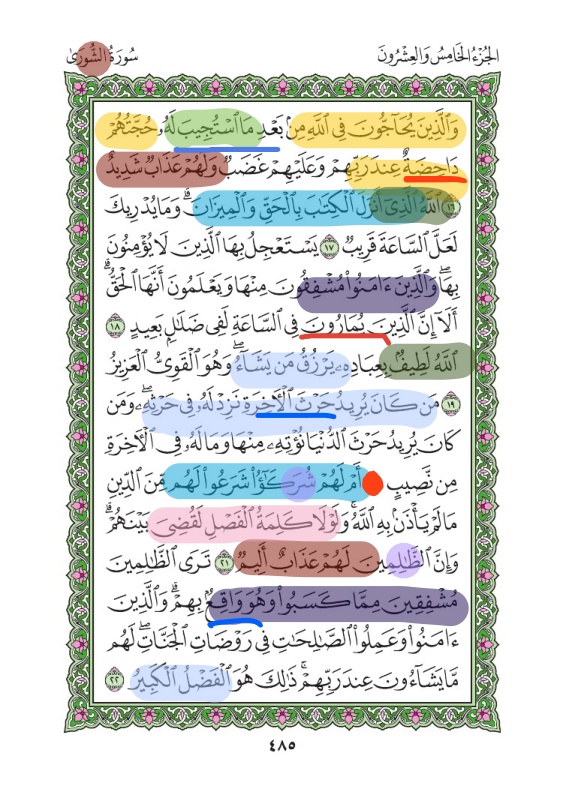 الجُزْءُ الخَامِسُ وَالعِشْرُونَ
سُورَةُ الشُّورَىٰ
وَٱلَّذِينَ يُحَآجُّونَ فِى ٱللَّهِ مِنۢ بَعْدِ مَا ٱسْتُجِيبَ لَهُۥ حُجَّتُهُمْ
دَاحِضَةٌ عِندَ رَبِّهِمْ وَعَلَيْهِمْ غَضَبٌ وَلَهُمْ عَذَابٌ شَدِيدٌ
١٦ ٱللَّهُ ٱلَّذِىٓ أَنزَلَ ٱلْكِتَٰبَ بِٱلْحَقِّ وَٱلْمِيزَانَ ۗ وَمَا يُدْرِيكَ
لَعَلَّ ٱلسَّاعَةَ قَرِيبٌ ١٧ يَسْتَعْجِلُ بِهَا ٱلَّذِينَ لَا يُؤْمِنُونَ
بِهَا ۖ وَٱلَّذِينَ ءَامَنُوا۟ مُشْفِقُونَ مِنْهَا وَيَعْلَمُونَ أَنَّهَا ٱلْحَقُّ ۗ
أَلَآ إِنَّ ٱلَّذِينَ يُمَارُونَ فِى ٱلسَّاعَةِ لَفِى ضَلَٰلٍۭ بَعِيدٍ ١٨
ٱللَّهُ لَطِيفٌۢ بِعِبَادِهِۦ يَرْزُقُ مَن يَشَآءُ ۖ وَهُوَ ٱلْقَوِىُّ ٱلْعَزِيزُ
١٩ مَن كَانَ يُرِيدُ حَرْثَ ٱلْءَاخِرَةِ نَزِدْ لَهُۥ فِى حَرْثِهِۦ ۖ وَمَن
كَانَ يُرِيدُ حَرْثَ ٱلدُّنْيَا نُؤْتِهِۦ مِنْهَا وَمَا لَهُۥ فِى ٱلْءَاخِرَةِ
مِن نَّصِيبٍ أَمْ لَهُمْ شُرَكَٰٓؤُا۟ شَرَعُوا۟ لَهُم مِّنَ ٱلدِّينِ
مَا لَمْ يَأْذَنۢ بِهِ ٱللَّهُ ۚ وَلَوْلَا كَلِمَةُ ٱلْفَصْلِ لَقُضِىَ بَيْنَهُمْ ۗ
وَإِنَّ ٱلظَّٰلِمِينَ لَهُمْ عَذَابٌ أَلِيمٌ ٢١ تَرَى ٱلظَّٰلِمِينَ
مُشْفِقِينَ مِمَّا كَسَبُوا۟ وَهُوَ وَاقِعٌۢ بِهِمْ ۗ وَٱلَّذِينَ
ءَامَنُوا۟ وَعَمِلُوا۟ ٱلصَّٰلِحَٰتِ فِى رَوْضَاتِ ٱلْجَنَّاتِ ۖ لَهُم
مَّا يَشَآءُونَ عِندَ رَبِّهِمْ ۚ ذَٰلِكَ هُوَ ٱلْفَضْلُ ٱلْكَبِيرُ ٢٢
٤٨٥